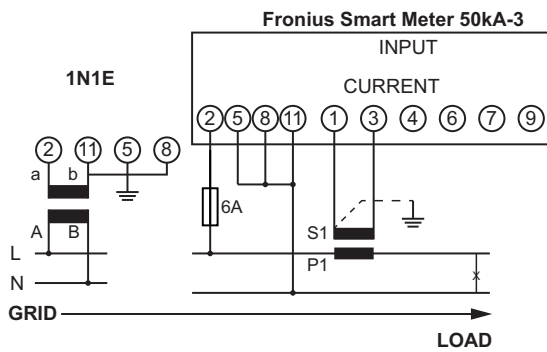 Fronius Smart Meter 50kA-3
INPUT
1N1E
CURRENT
2 5 8 11 1 3 4 6 7 9
2 11 5 8
a b
6A
A B
S1
L
P1
N
x
GRID
LOAD